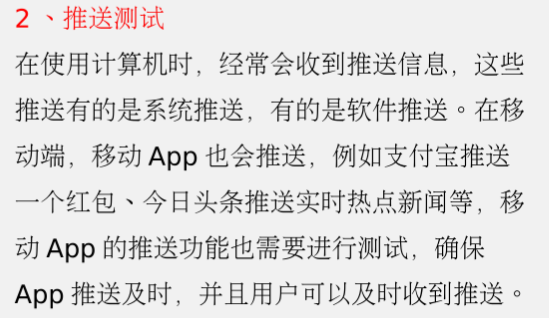 2 、推送测试
在使用计算机时，经常会收到推送信息，这些
推送有的是系统推送，有的是软件推送。在移
动端，移动 App 也会推送，例如支付宝推送
一个红包、今日头条推送实时热点新闻等，移
动 App 的推送功能也需要进行测试，确保
App 推送及时，并且用户可以及时收到推送。